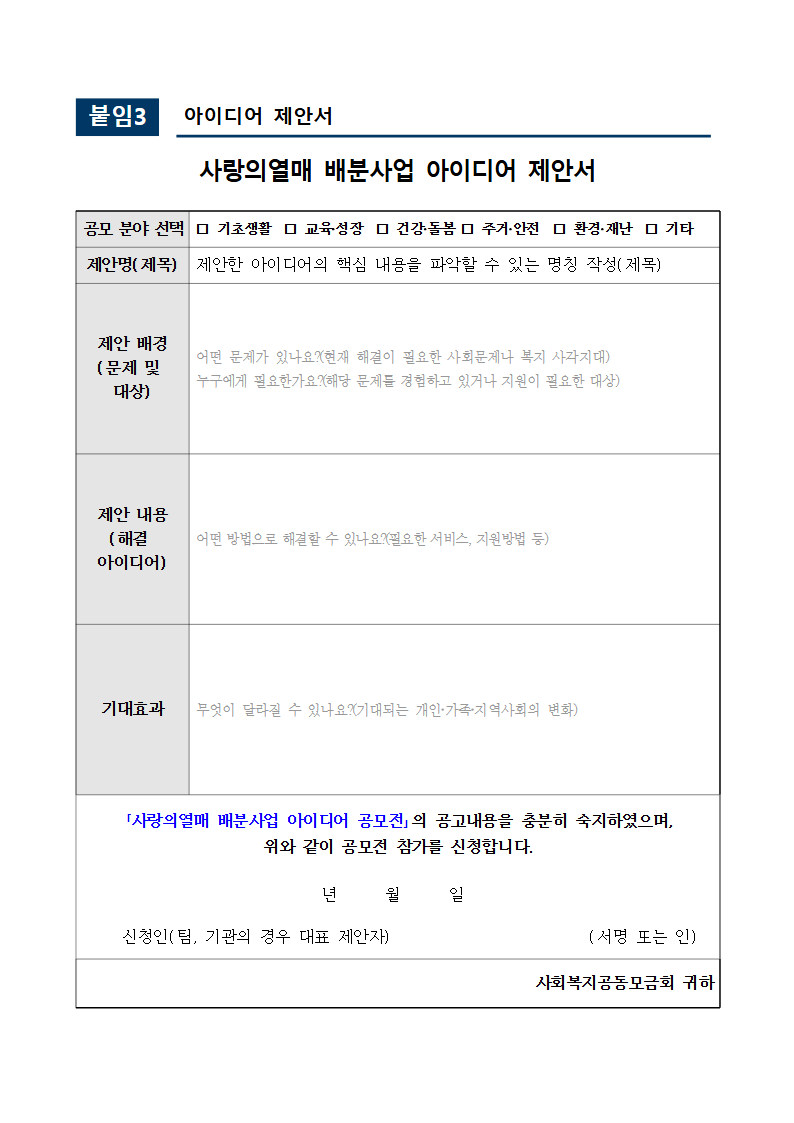 붙임3 아이디어 제안서
사랑의열매 배분사업 아이디어 제안서
공모 분야 선택 □ 기초생활 □ 교육·성장 □ 건강·돌봄 □ 주거·안전 □ 환경·재난 □ 기타
제안명(제목) 제안한 아이디어의 핵심 내용을 파악할 수 있는 명칭 작성(제목)
제안 배경
(문제 및
대상)
어떤 문제가 있나요?(현재 해결이 필요한 사회문제나 복지 사각지대)
누구에게 필요한가요?(해당 문제를 경험하고 있거나 지원이 필요한 대상)
제안 내용
(해결
아이디어)
어떤 방법으로 해결할 수 있나요?(필요한 서비스, 지원방법 등)
기대효과
무엇이 달라질 수 있나요?(기대되는 개인·가족·지역사회의 변화)
「사랑의열매 배분사업 아이디어 공모전」의 공고내용을 충분히 숙지하였으며,
위와 같이 공모전 참가를 신청합니다.
년 월 일
신청인(팀, 기관의 경우 대표 제안자) (서명 또는 인)
사회복지공동모금회 귀하